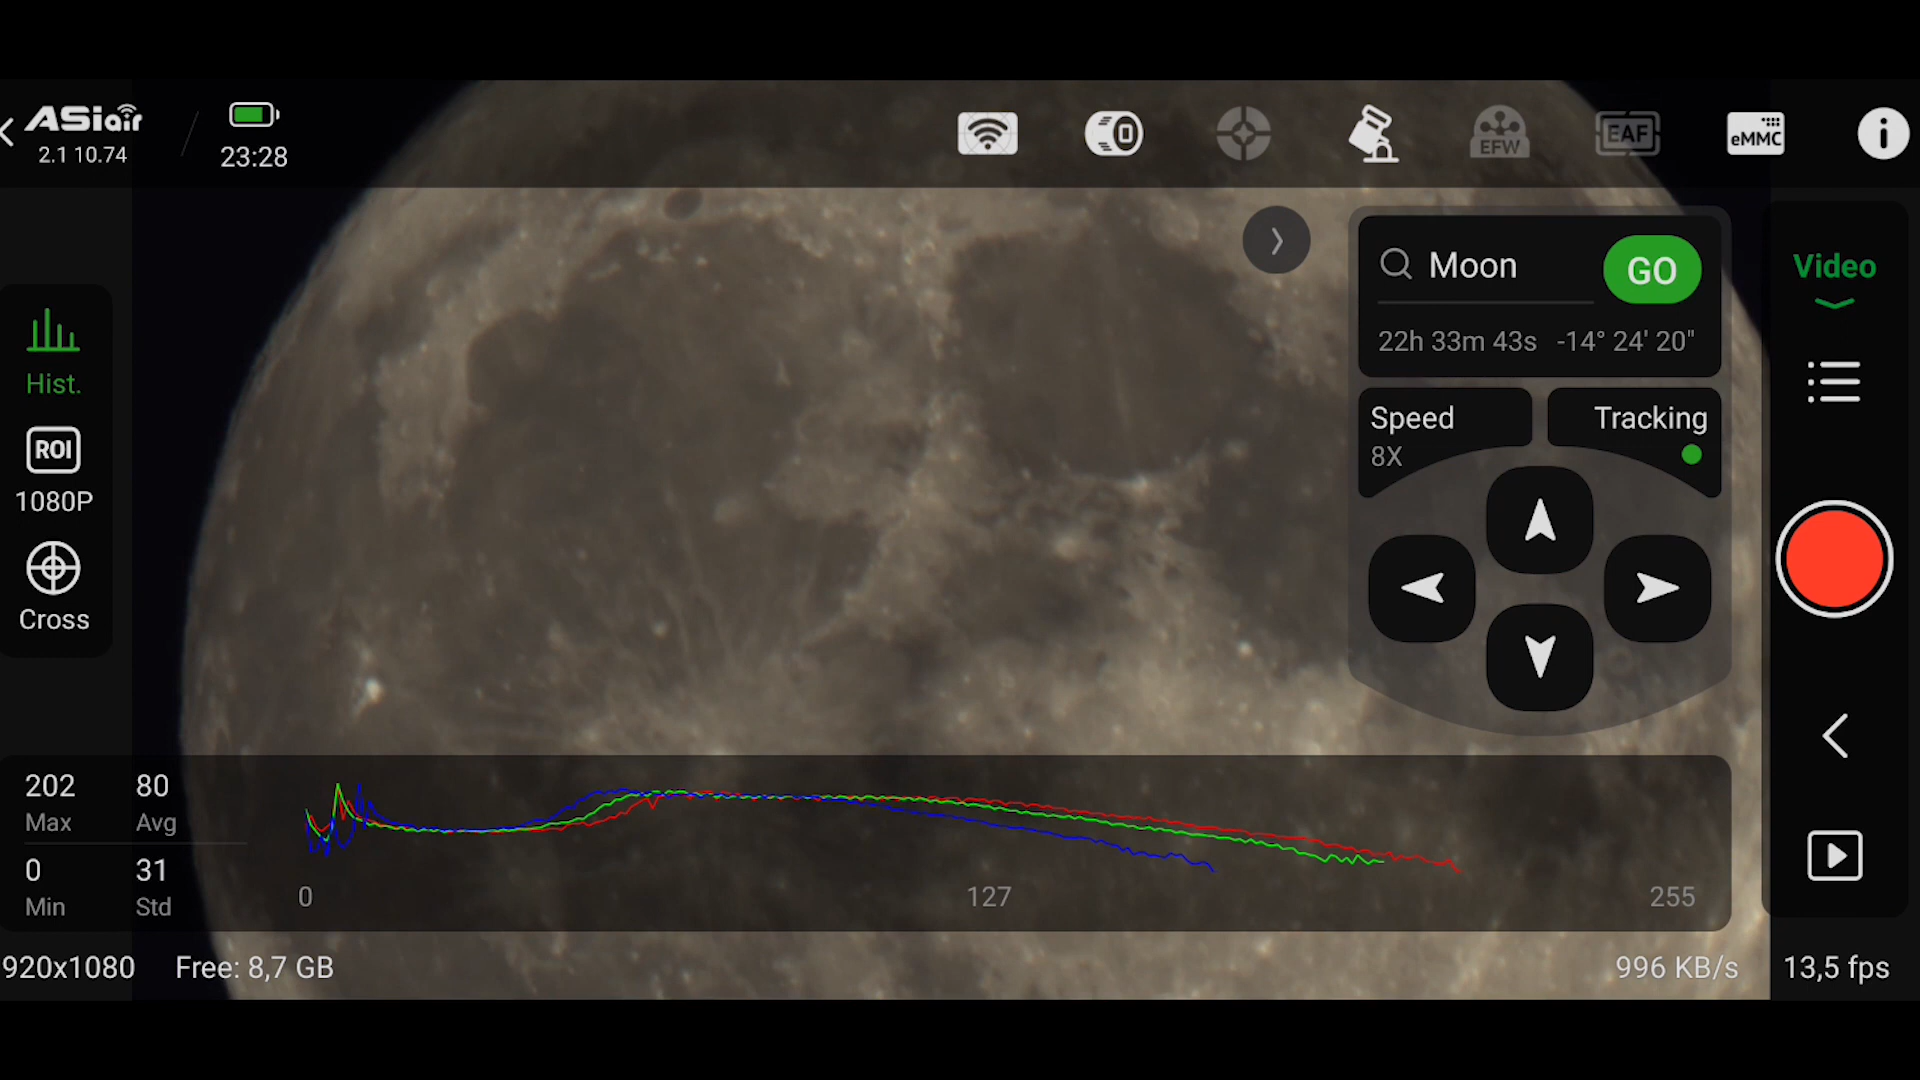 ASiair
2.1 10.74
23:28
EFW
EAF
eMMC
Hist.
ROI
1080P
Cross
Moon
GO
22h 33m 43s -14° 24' 20"
Speed
8X
Tracking
Video
202 80
Max Avg
0 31
Min Std
0 127 255
920x1080 Free: 8,7 GB 996 KB/s 13,5 fps